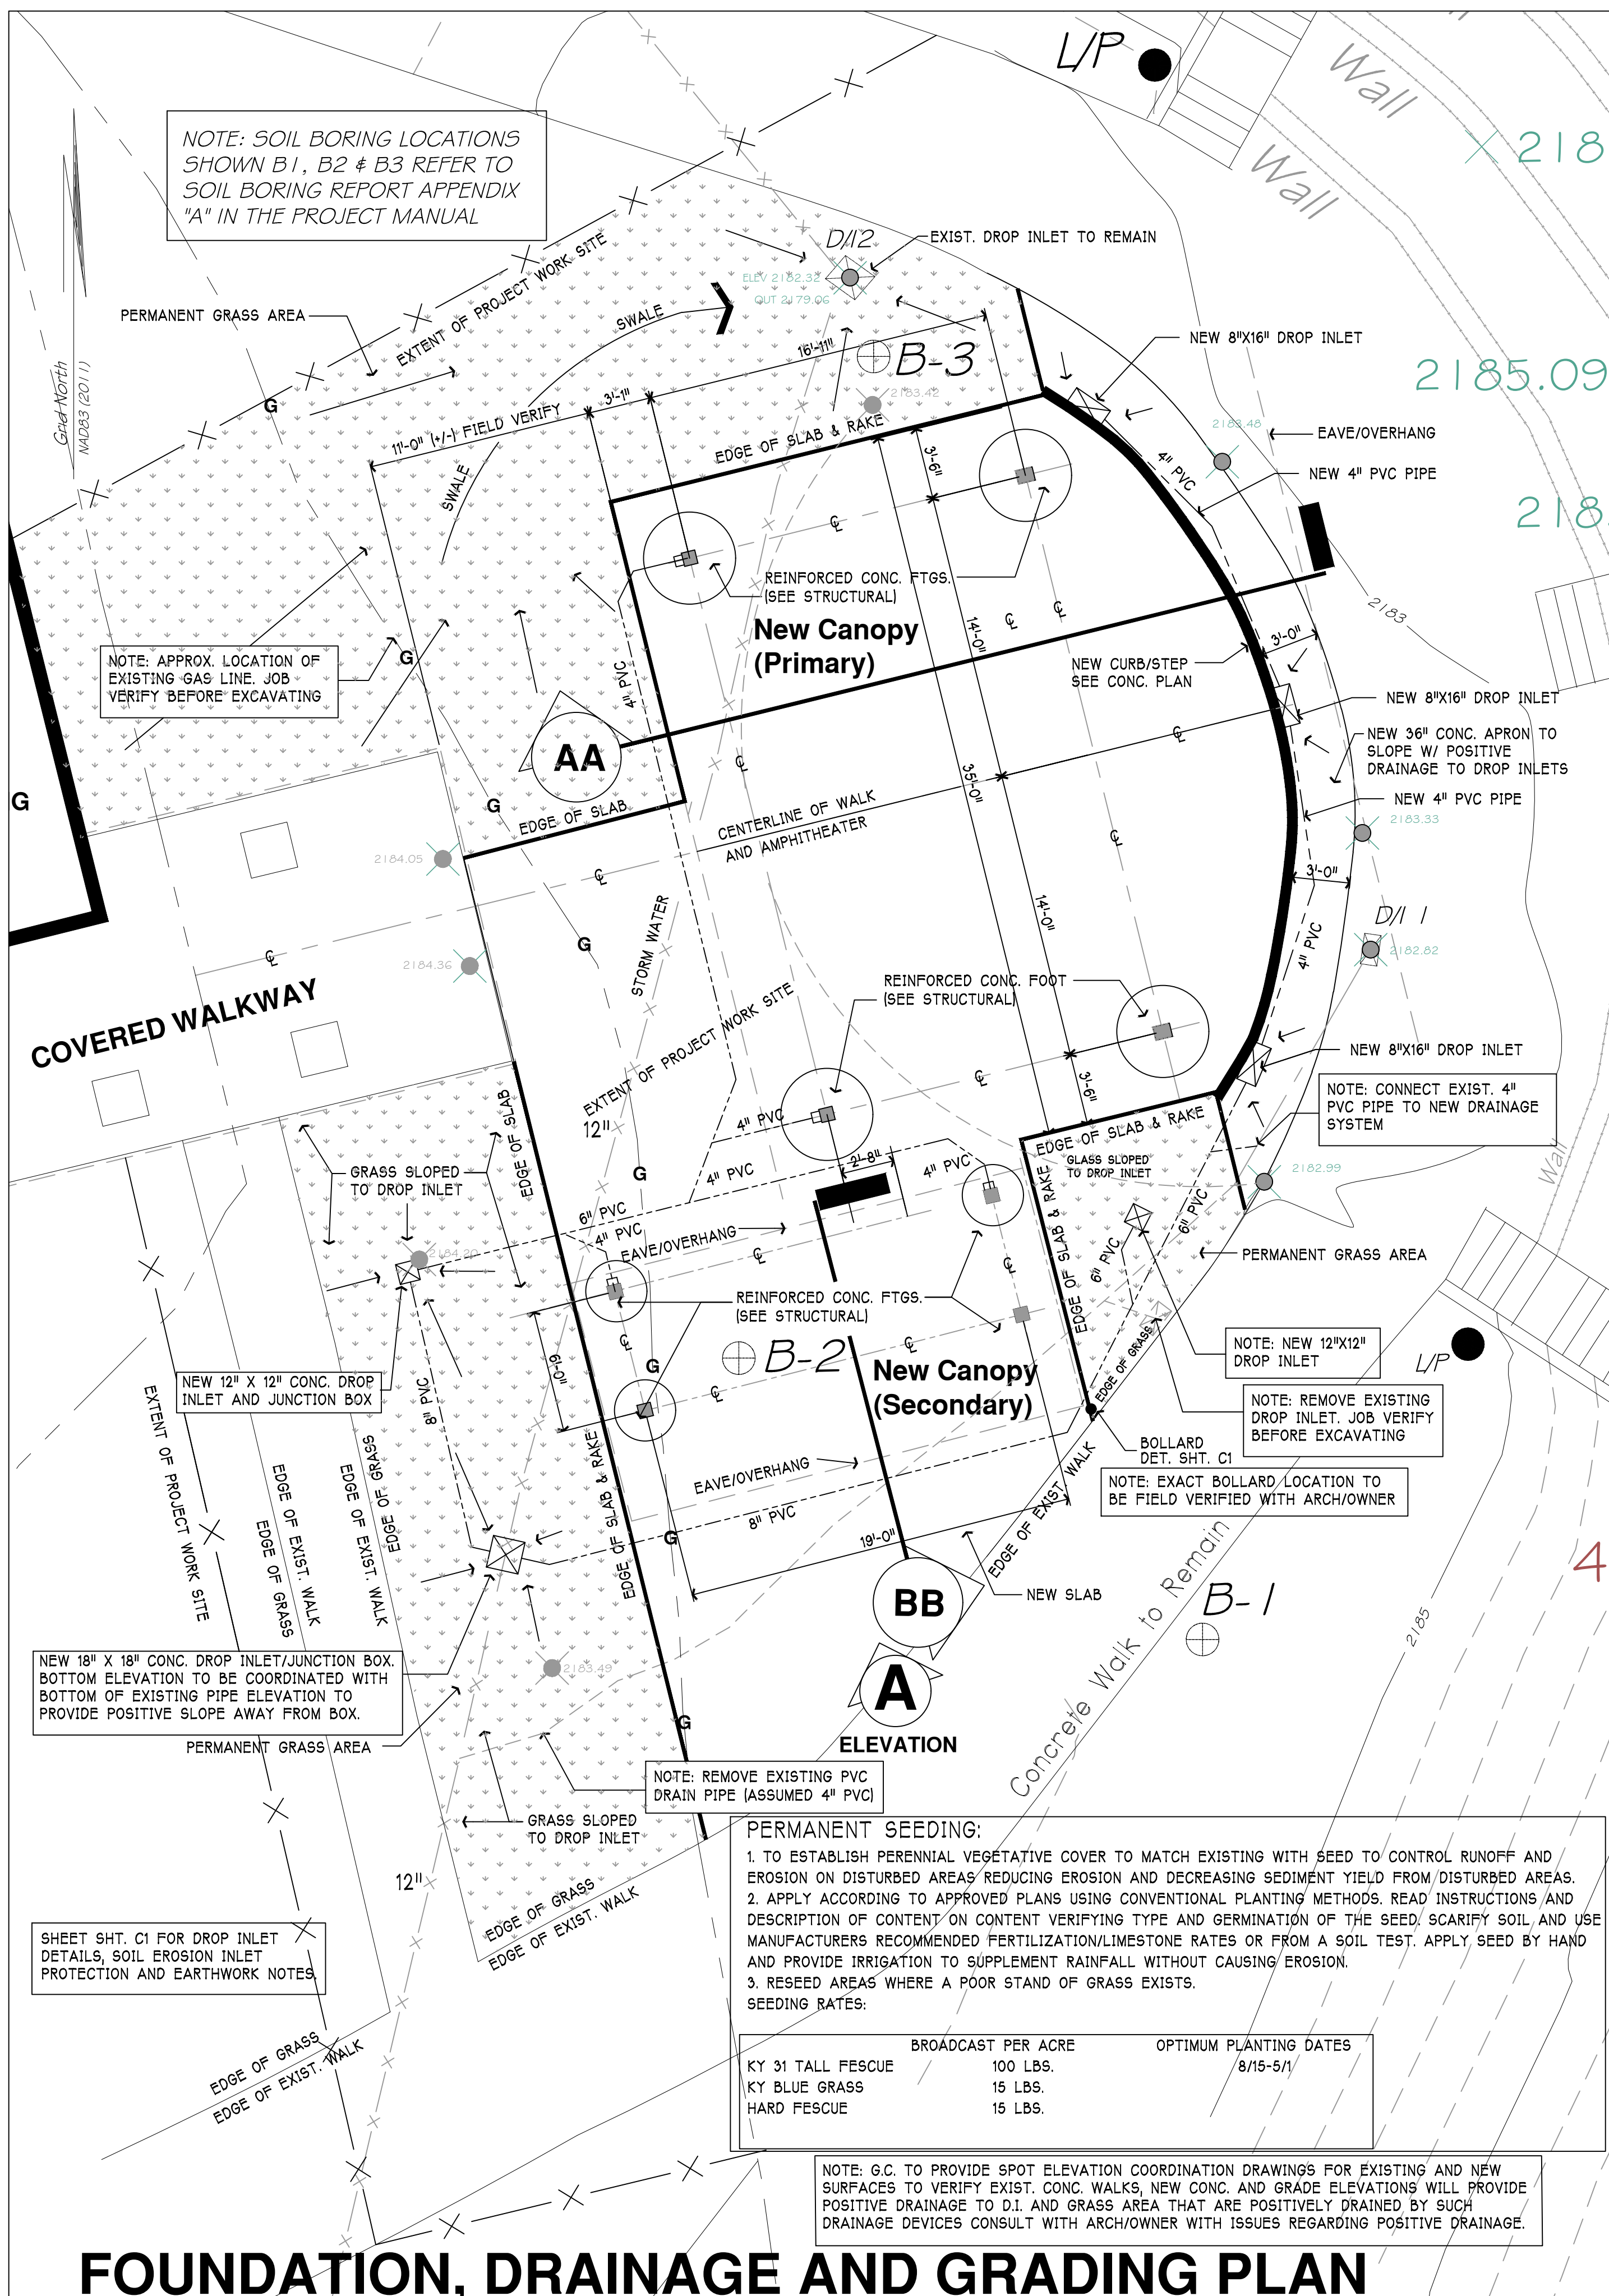 L/P
Wall
Wall
218
NOTE: SOIL BORING LOCATIONS
SHOWN B1, B2 & B3 REFER TO
SOIL BORING REPORT APPENDIX
"A" IN THE PROJECT MANUAL
D/12
EXIST. DROP INLET TO REMAIN
ELEV 2182.32
OUT 2179.06
EXTENT OF PROJECT WORK SITE
PERMANENT GRASS AREA
SWALE
16'-11"
B-3
NEW 8"X16" DROP INLET
2185.09
Grid North
NAD83 (2011)
G
2183.42
3'-1"
11'-0" (+/-) FIELD VERIFY
EDGE OF SLAB & RAKE
2183.48
EAVE/OVERHANG
SWALE
3'-6"
4" PVC
NEW 4" PVC PIPE
218.
℄
REINFORCED CONC. FTGS.
(SEE STRUCTURAL)
℄
℄
2183
New Canopy
(Primary)
14'-0"
3'-0"
NOTE: APPROX. LOCATION OF
EXISTING GAS LINE. JOB
VERIFY BEFORE EXCAVATING
G
4" PVC
NEW CURB/STEP
SEE CONC. PLAN
NEW 8"X16" DROP INLET
AA
℄
℄
NEW 36" CONC. APRON TO
SLOPE W/ POSITIVE
DRAINAGE TO DROP INLETS
G
G
35'-0"
NEW 4" PVC PIPE
EDGE OF SLAB
CENTERLINE OF WALK
AND AMPHITHEATER
℄
2183.33
2184.05
℄
3'-0"
14'-0"
D/11
G
4" PVC
2182.82
℄
2184.36
STORM WATER
COVERED WALKWAY
REINFORCED CONC. FOOT
(SEE STRUCTURAL)
NEW 8"X16" DROP INLET
EXTENT OF PROJECT WORK SITE
℄
3'-6"
12"
EDGE OF SLAB
4" PVC
NOTE: CONNECT EXIST. 4"
PVC PIPE TO NEW DRAINAGE
SYSTEM
EDGE OF SLAB & RAKE
GLASS SLOPED
TO DROP INLET
GRASS SLOPED
TO DROP INLET
G
4" PVC
2'-8"
4" PVC
2182.99
Wall
6" PVC
4" PVC
6" PVC
EAVE/OVERHANG
℄
℄
EDGE OF SLAB & RAKE
6" PVC
PERMANENT GRASS AREA
2184.20
REINFORCED CONC. FTGS.
(SEE STRUCTURAL)
℄
℄
EDGE OF GRASS
NOTE: NEW 12"X12"
DROP INLET
L/P
B-2
G
℄
19'-0"
New Canopy
(Secondary)
NEW 12" X 12" CONC. DROP
INLET AND JUNCTION BOX
8" PVC
NOTE: REMOVE EXISTING
DROP INLET. JOB VERIFY
BEFORE EXCAVATING
BOLLARD
DET. SHT. C1
NOTE: EXACT BOLLARD LOCATION TO
BE FIELD VERIFIED WITH ARCH/OWNER
EXTENT OF PROJECT WORK SITE
EDGE OF EXIST. WALK
EDGE OF GRASS
EDGE OF EXIST. WALK
EDGE OF GRASS
EDGE OF SLAB & RAKE
EAVE/OVERHANG
8" PVC
G
19'-0"
EDGE OF EXIST. WALK
4
NEW SLAB
BB
B-1
Concrete Walk to Remain
2185
NEW 18" X 18" CONC. DROP INLET/JUNCTION BOX.
BOTTOM ELEVATION TO BE COORDINATED WITH
BOTTOM OF EXISTING PIPE ELEVATION TO
PROVIDE POSITIVE SLOPE AWAY FROM BOX.
2183.49
A
ELEVATION
G
PERMANENT GRASS AREA
NOTE: REMOVE EXISTING PVC
DRAIN PIPE (ASSUMED 4" PVC)
GRASS SLOPED
TO DROP INLET
12"
EDGE OF GRASS
EDGE OF EXIST. WALK
PERMANENT SEEDING:
1. TO ESTABLISH PERENNIAL VEGETATIVE COVER TO MATCH EXISTING WITH SEED TO CONTROL RUNOFF AND
EROSION ON DISTURBED AREAS REDUCING EROSION AND DECREASING SEDIMENT YIELD FROM DISTURBED AREAS.
2. APPLY ACCORDING TO APPROVED PLANS USING CONVENTIONAL PLANTING METHODS. READ INSTRUCTIONS AND
DESCRIPTION OF CONTENT ON CONTENT VERIFYING TYPE AND GERMINATION OF THE SEED. SCARIFY SOIL AND USE
MANUFACTURERS RECOMMENDED FERTILIZATION/LIMESTONE RATES OR FROM A SOIL TEST. APPLY SEED BY HAND
AND PROVIDE IRRIGATION TO SUPPLEMENT RAINFALL WITHOUT CAUSING EROSION.
3. RESEED AREAS WHERE A POOR STAND OF GRASS EXISTS.
SEEDING RATES:
BROADCAST PER ACRE OPTIMUM PLANTING DATES
KY 31 TALL FESCUE 100 LBS. 8/15-5/1
KY BLUE GRASS 15 LBS.
HARD FESCUE 15 LBS.
SHEET SHT. C1 FOR DROP INLET
DETAILS, SOIL EROSION INLET
PROTECTION AND EARTHWORK NOTES.
EDGE OF GRASS
EDGE OF EXIST. WALK
NOTE: G.C. TO PROVIDE SPOT ELEVATION COORDINATION DRAWINGS FOR EXISTING AND NEW
SURFACES TO VERIFY EXIST. CONC. WALKS, NEW CONC. AND GRADE ELEVATIONS WILL PROVIDE
POSITIVE DRAINAGE TO D.I. AND GRASS AREA THAT ARE POSITIVELY DRAINED BY SUCH
DRAINAGE DEVICES CONSULT WITH ARCH/OWNER WITH ISSUES REGARDING POSITIVE DRAINAGE.
FOUNDATION, DRAINAGE AND GRADING PLAN